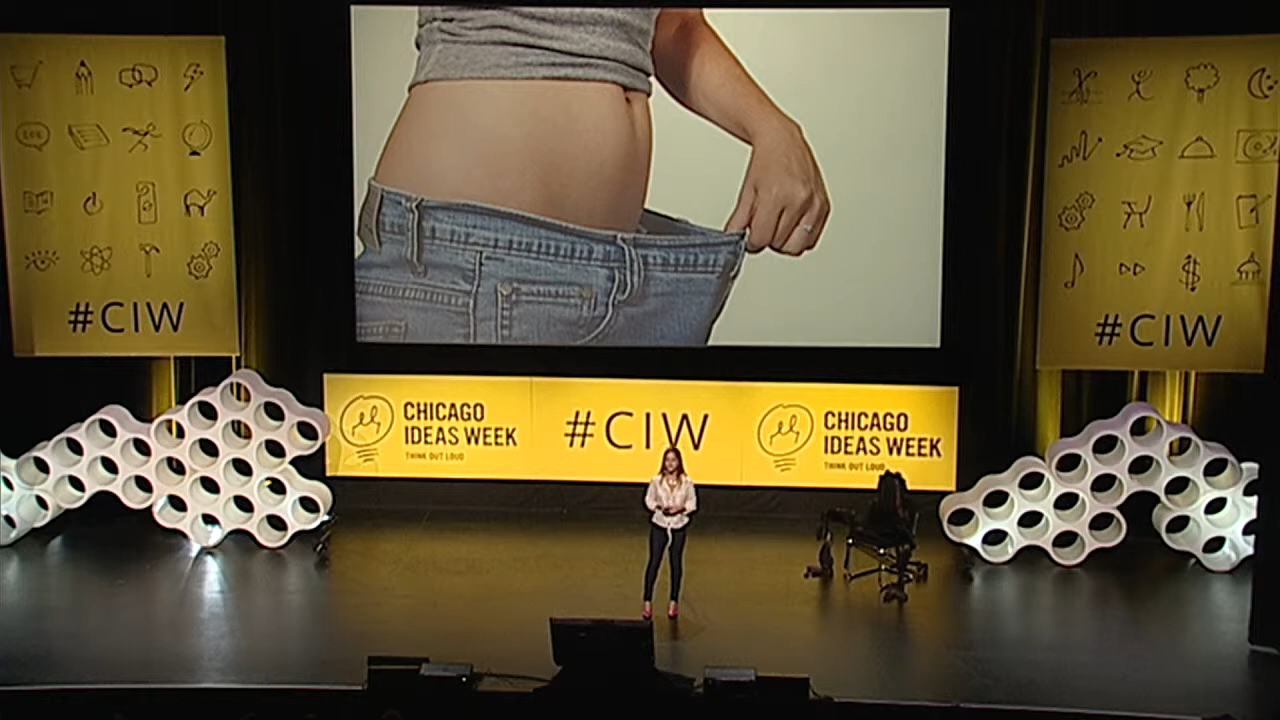 #CIW
CHICAGO
IDEAS WEEK
THINK OUT LOUD
#CIW
CHICAGO
IDEAS WEEK
THINK OUT LOUD
#CIW